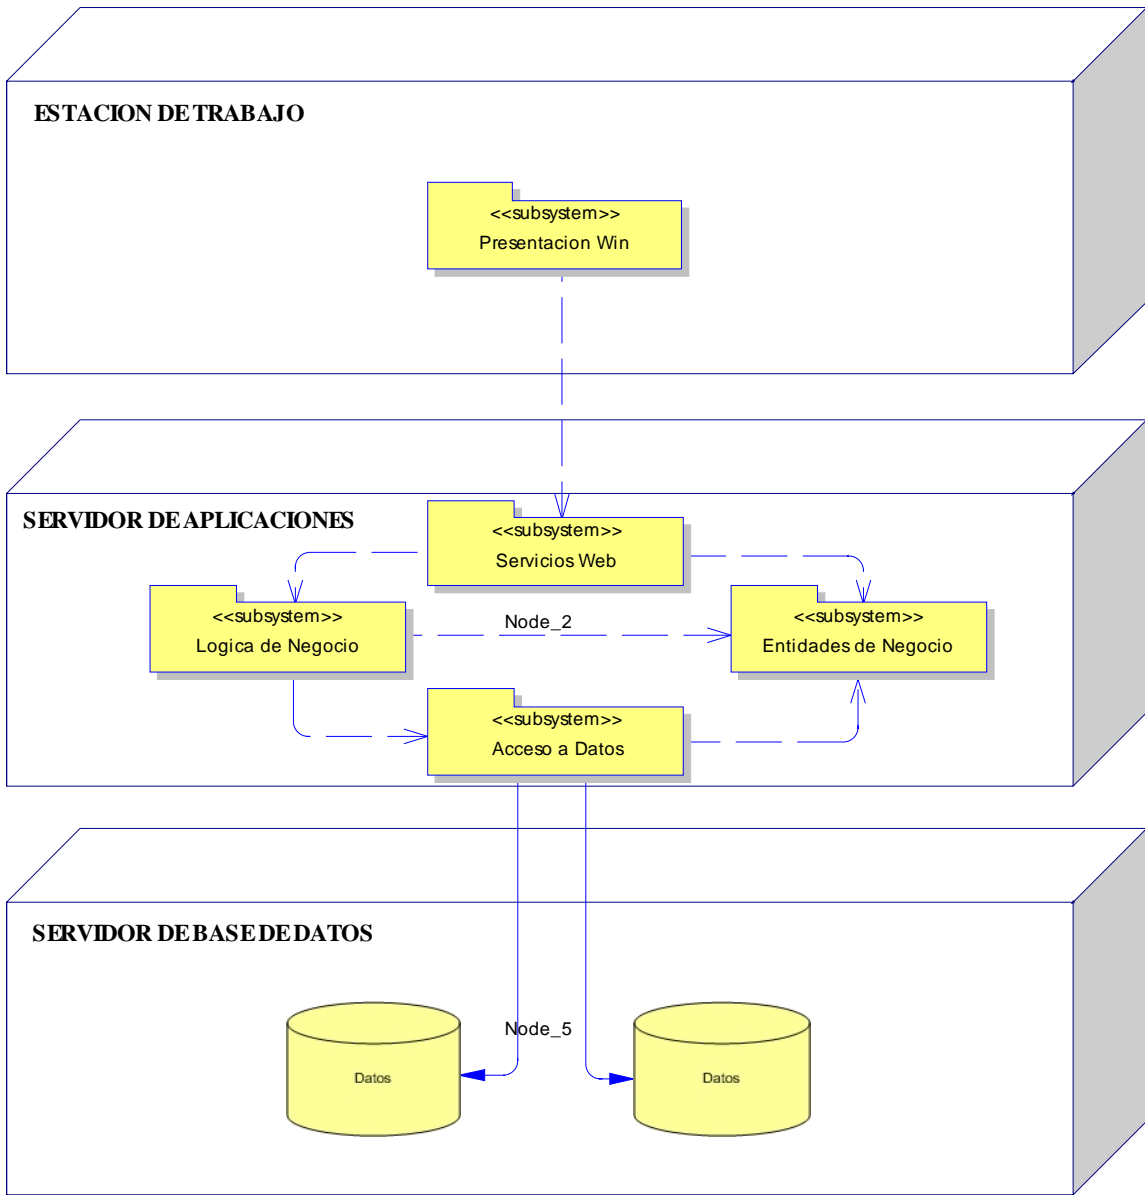 ESTACION DE TRABAJO
<<subsystem>>
Presentacion Win
SERVIDOR DE APLICACIONES
<<subsystem>>
Servicios Web
<<subsystem>>
Logica de Negocio
Node_2
<<subsystem>>
Entidades de Negocio
<<subsystem>>
Acceso a Datos
SERVIDOR DE BASE DE DATOS
Node_5
Datos
Datos